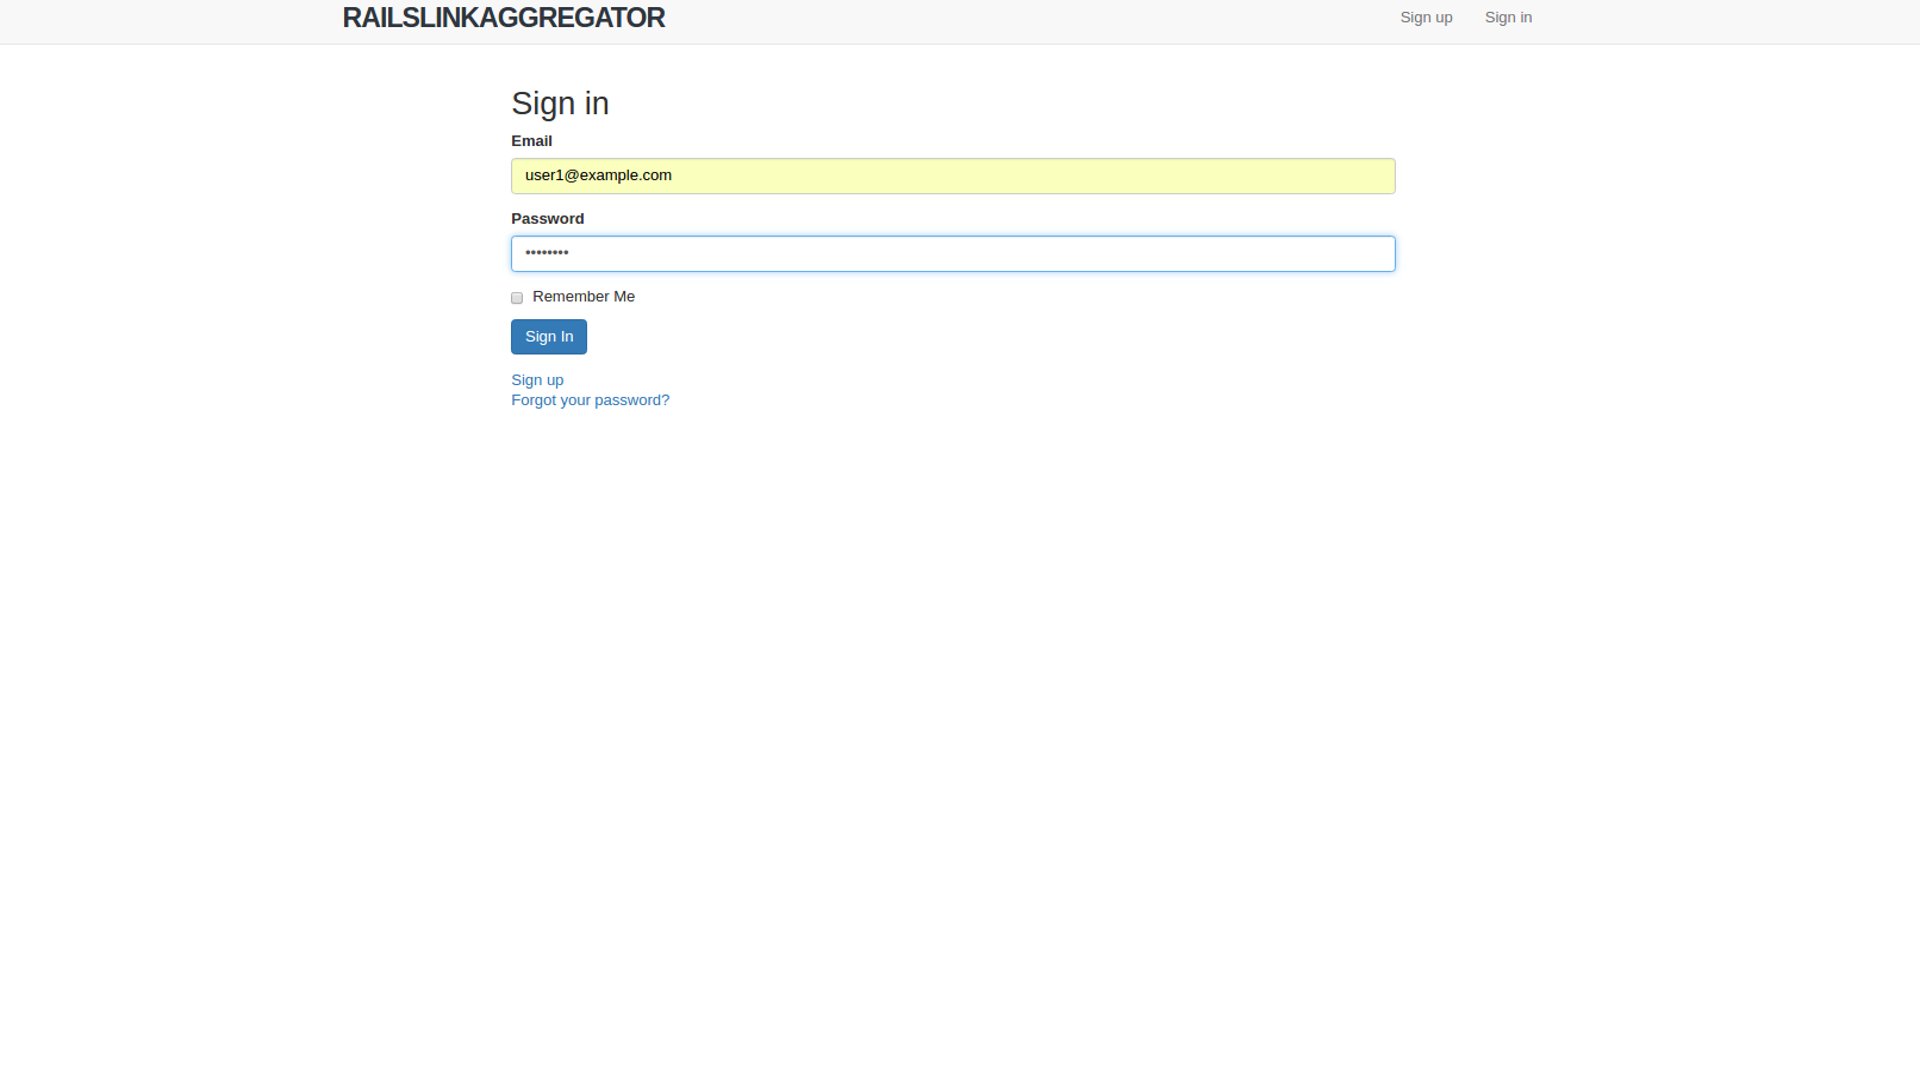 RAILSLINKAGGREGATOR
Sign up Sign in
Sign in
Email
user1@example.com
Password
••••••••
Remember Me
Sign In
Sign up
Forgot your password?